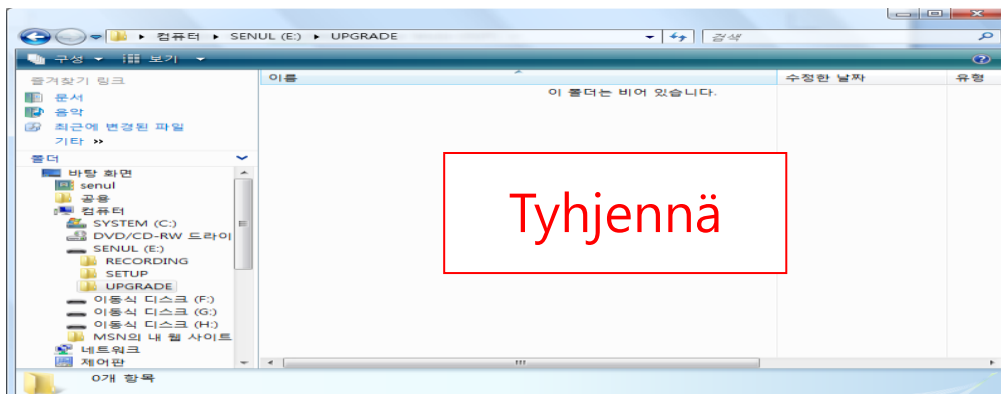 컴퓨터 ▸ SENUL (E:) ▸ UPGRADE
검색
구성 보기
즐겨찾기 링크
문서
음악
최근에 변경된 파일
기타 »
폴더
바탕 화면
senul
공용
컴퓨터
SYSTEM (C:)
DVD/CD-RW 드라이
SENUL (E:)
RECORDING
SETUP
UPGRADE
이동식 디스크 (F:)
이동식 디스크 (G:)
이동식 디스크 (H:)
MSN의 내 웹 사이트
네트워크
제어판
이름 수정한 날짜 유형
이 폴더는 비어 있습니다.
Tyhjennä
0개 항목